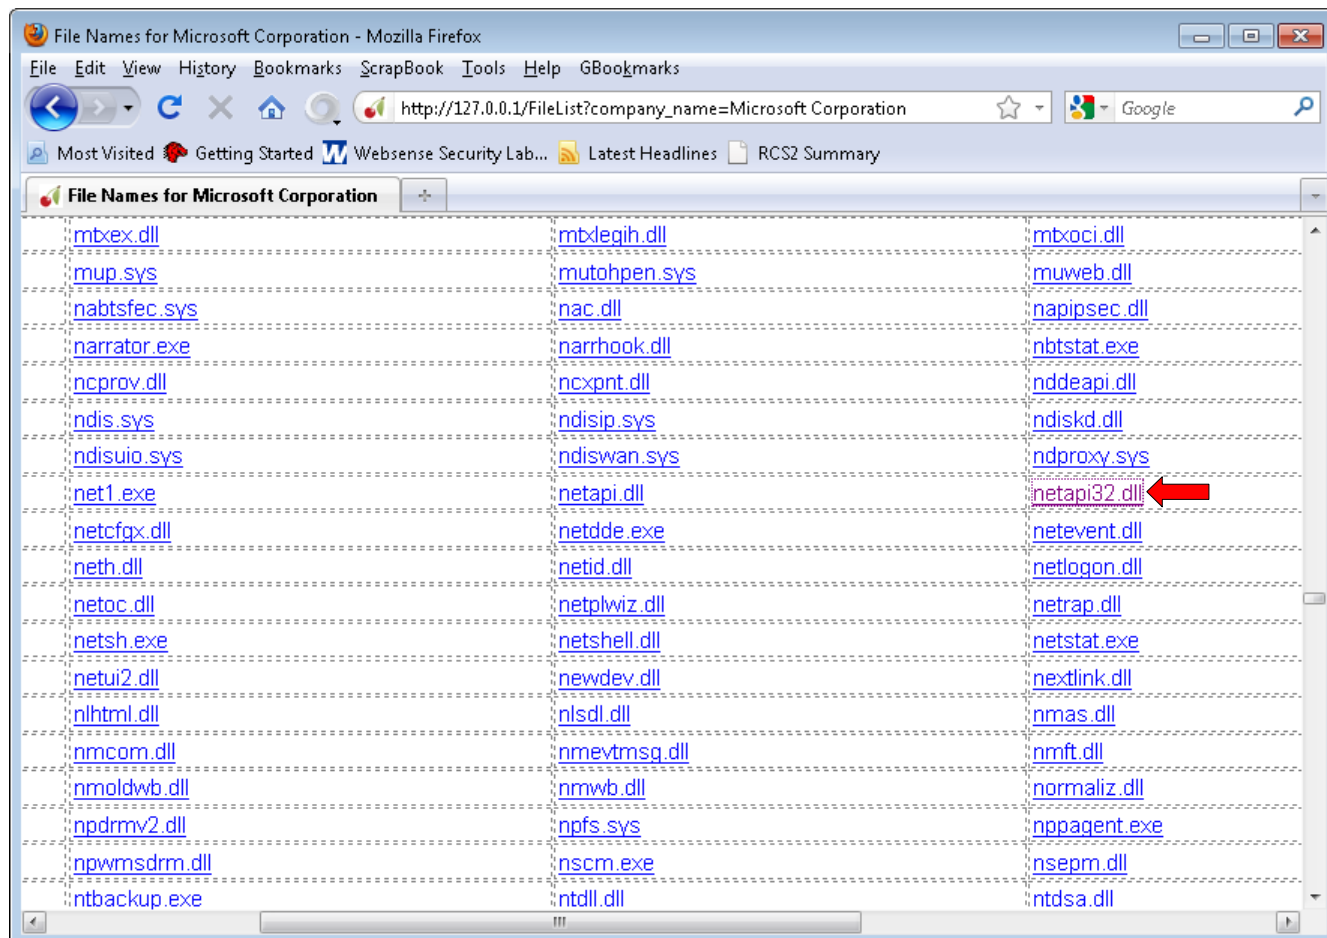 File Names for Microsoft Corporation - Mozilla Firefox
File Edit View History Bookmarks ScrapBook Tools Help GBookmarks
http://127.0.0.1/FileList?company_name=Microsoft Corporation Google
Most Visited Getting Started W Websense Security Lab... Latest Headlines RCS2 Summary
File Names for Microsoft Corporation
mtxex.dll mtxlegih.dll mtxoci.dll
mup.sys mutohpen.sys muweb.dll
nabtsfec.sys nac.dll napipsec.dll
narrator.exe narrhook.dll nbtstat.exe
ncprov.dll ncxpnt.dll nddeapi.dll
ndis.sys ndisip.sys ndiskd.dll
ndisuio.sys ndiswan.sys ndproxy.sys
net1.exe netapi.dll netapi32.dll
netcfgx.dll netdde.exe netevent.dll
neth.dll netid.dll netlogon.dll
netoc.dll netplwiz.dll netrap.dll
netsh.exe netshell.dll netstat.exe
netui2.dll newdev.dll nextlink.dll
nlhtml.dll nlsdl.dll nmas.dll
nmcom.dll nmevtmsg.dll nmft.dll
nmoldwb.dll nmwb.dll normaliz.dll
npdrmv2.dll npfs.sys nppagent.exe
npwmsdrm.dll nscm.exe nsepm.dll
ntbackup.exe ntdll.dll ntdsa.dll